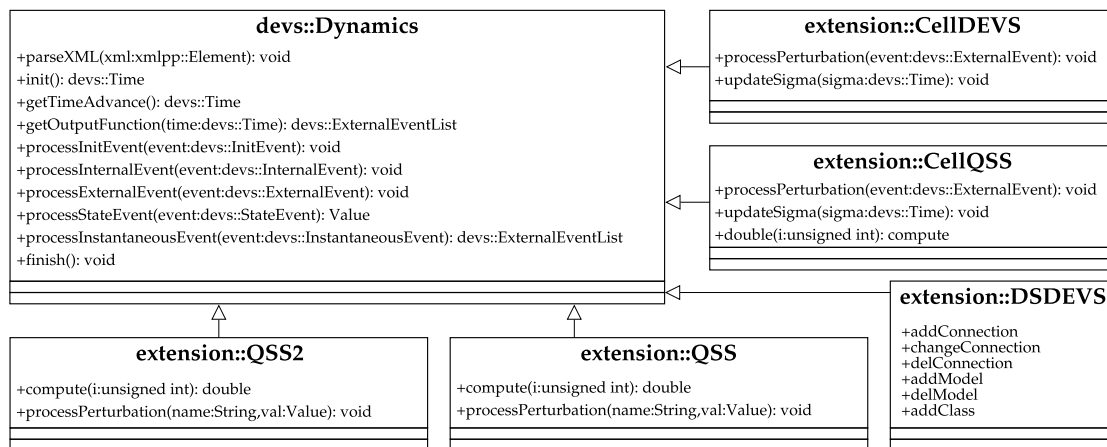 devs::Dynamics
+parseXML(xml:xmlpp::Element): void
+init(): devs::Time
+getTimeAdvance(): devs::Time
+getOutputFunction(time:devs::Time): devs::ExternalEventList
+processInitEvent(event:devs::InitEvent): void
+processInternalEvent(event:devs::InternalEvent): void
+processExternalEvent(event:devs::ExternalEvent): void
+processStateEvent(event:devs::StateEvent): Value
+processInstantaneousEvent(event:devs::InstantaneousEvent): devs::ExternalEventList
+finish(): void
extension::CellDEVS
+processPerturbation(event:devs::ExternalEvent): void
+updateSigma(sigma:devs::Time): void
extension::CellQSS
+processPerturbation(event:devs::ExternalEvent): void
+updateSigma(sigma:devs::Time): void
+double(i:unsigned int): compute
extension::DSDEVS
+addConnection
+changeConnection
+delConnection
+addModel
+delModel
+addClass
extension::QSS2
+compute(i:unsigned int): double
+processPerturbation(name:String,val:Value): void
extension::QSS
+compute(i:unsigned int): double
+processPerturbation(name:String,val:Value): void